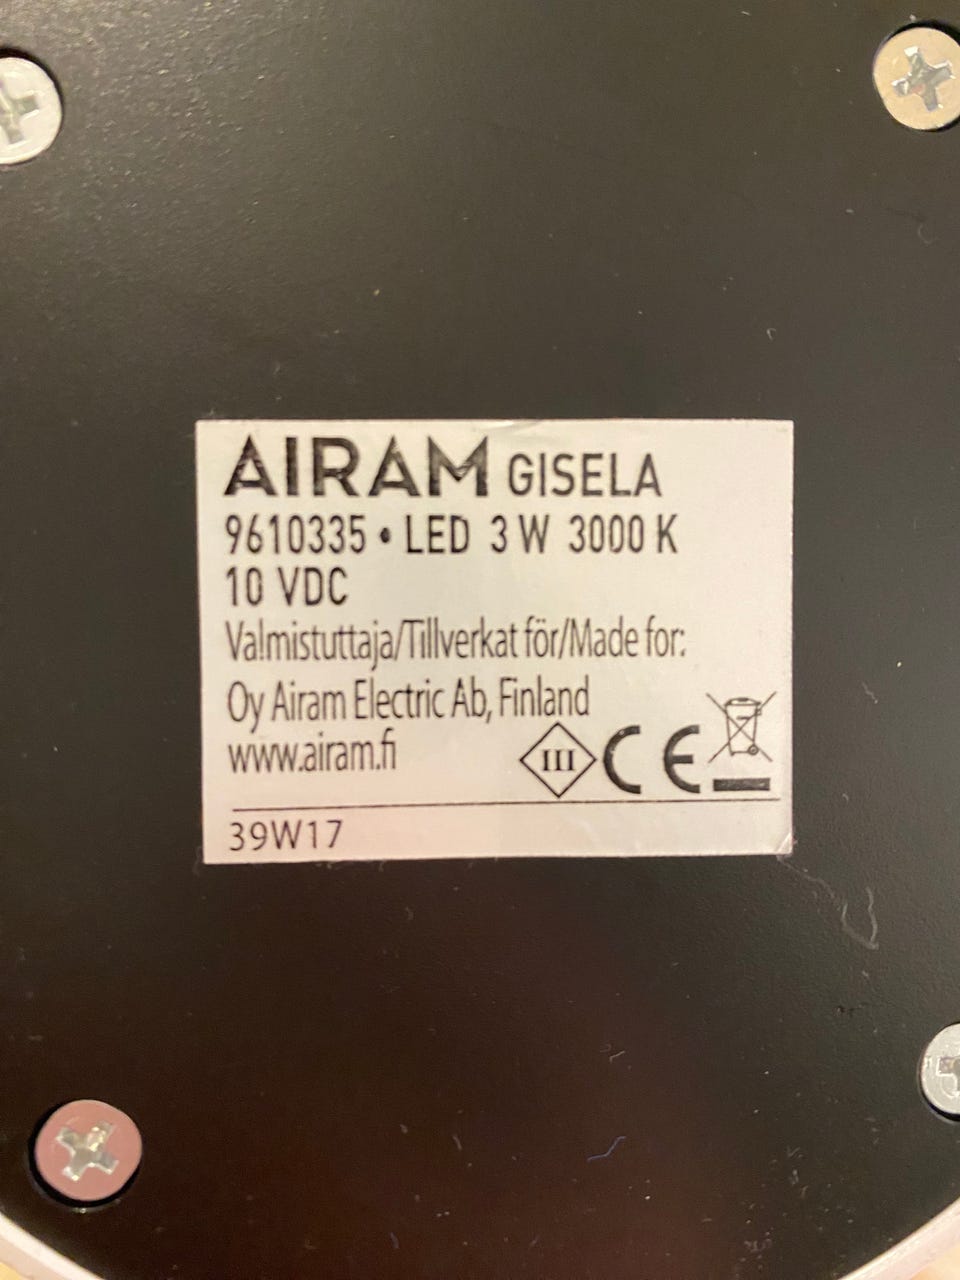 AIRAM GISELA
9610335 • LED 3 W 3000 K
10 VDC
Valmistuttaja/Tillverkat för/Made for:
Oy Airam Electric Ab, Finland
www.airam.fi
III CE
39W17